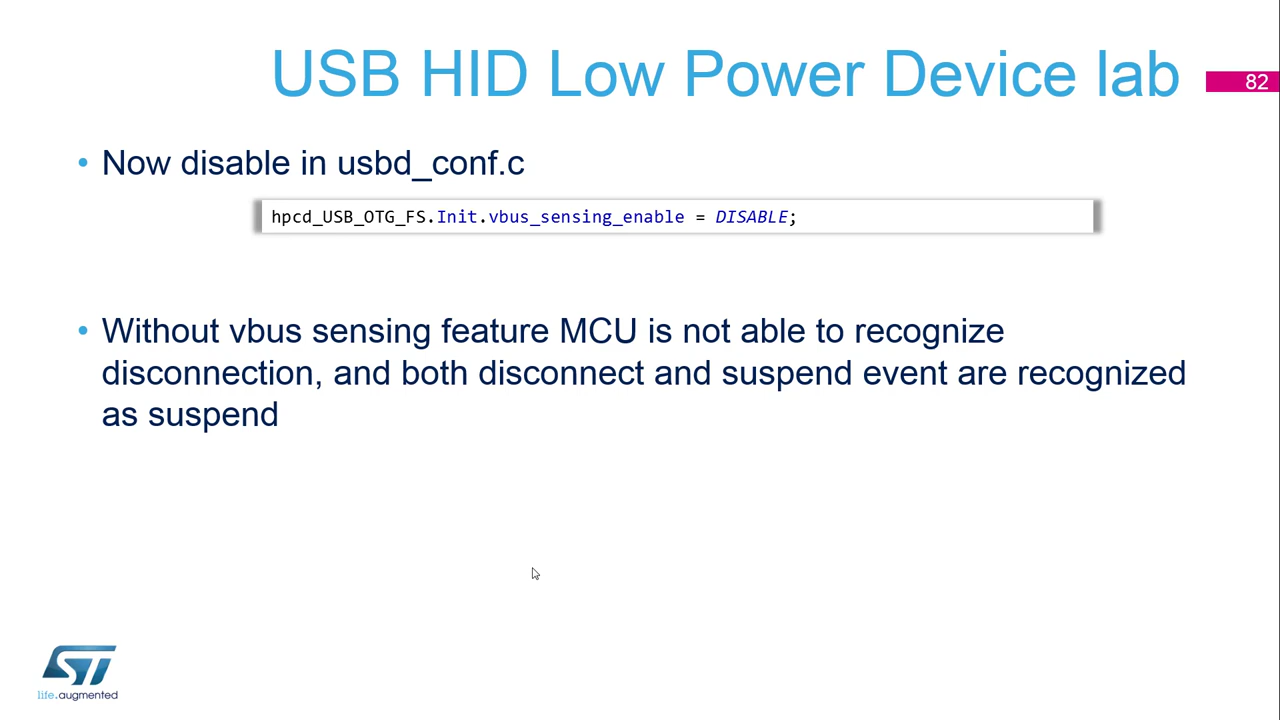 USB HID Low Power Device lab
82
• Now disable in usbd_conf.c
hpcd_USB_OTG_FS.Init.vbus_sensing_enable = DISABLE;
• Without vbus sensing feature MCU is not able to recognize
disconnection, and both disconnect and suspend event are recognized
as suspend
ST
life.augmented